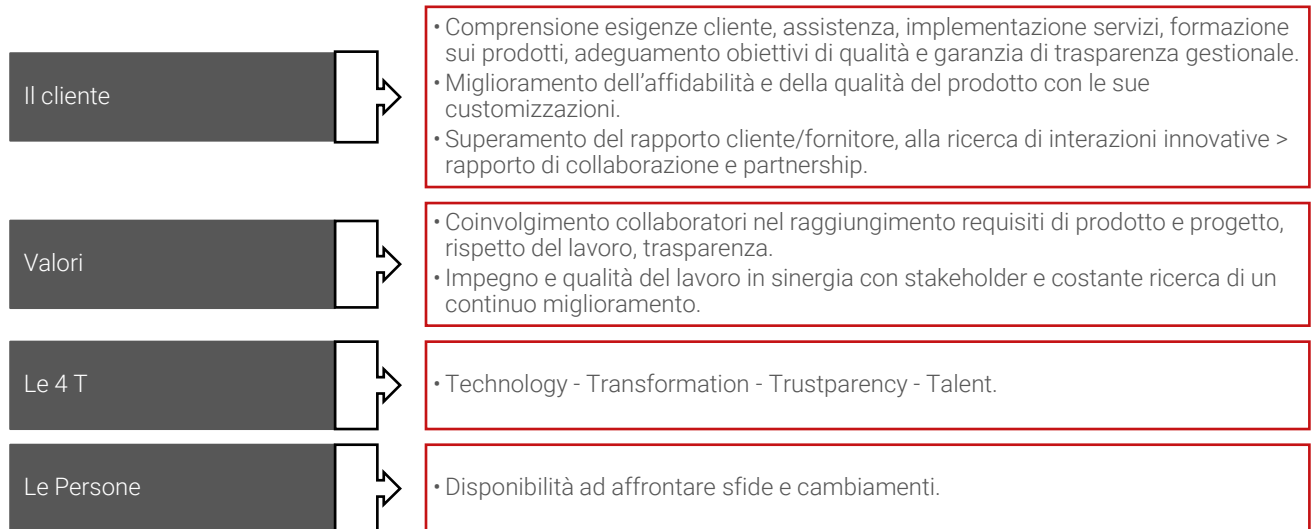 Il cliente
• Comprensione esigenze cliente, assistenza, implementazione servizi, formazione
sui prodotti, adeguamento obiettivi di qualità e garanzia di trasparenza gestionale.
• Miglioramento dell'affidabilità e della qualità del prodotto con le sue
customizzazioni.
• Superamento del rapporto cliente/fornitore, alla ricerca di interazioni innovative >
rapporto di collaborazione e partnership.
Valori
• Coinvolgimento collaboratori nel raggiungimento requisiti di prodotto e progetto,
rispetto del lavoro, trasparenza.
• Impegno e qualità del lavoro in sinergia con stakeholder e costante ricerca di un
continuo miglioramento.
Le 4 T
• Technology - Transformation - Trustparency - Talent.
Le Persone
• Disponibilità ad affrontare sfide e cambiamenti.